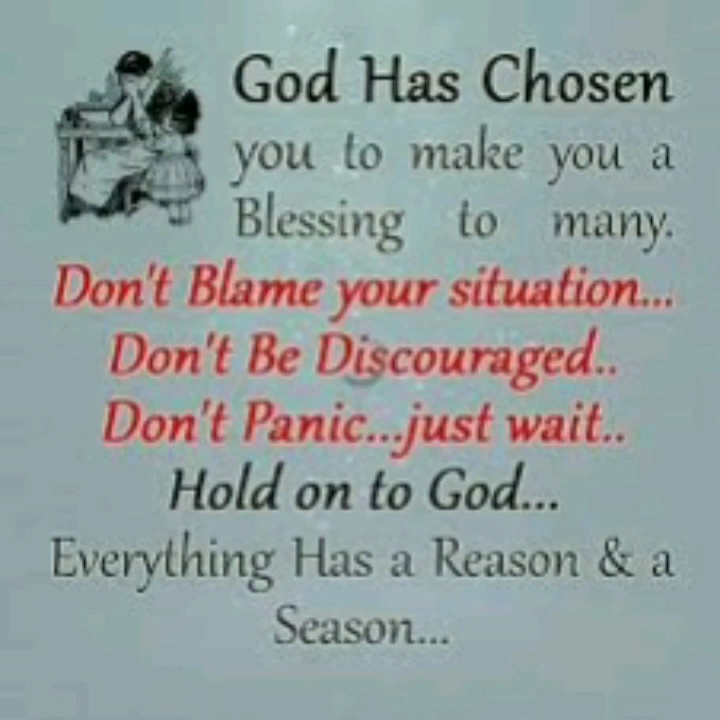 God Has Chosen
you to make you a
Blessing to many.
Don't Blame your situation...
Don't Be Discouraged..
Don't Panic...just wait..
Hold on to God...
Everything Has a Reason & a
Season...